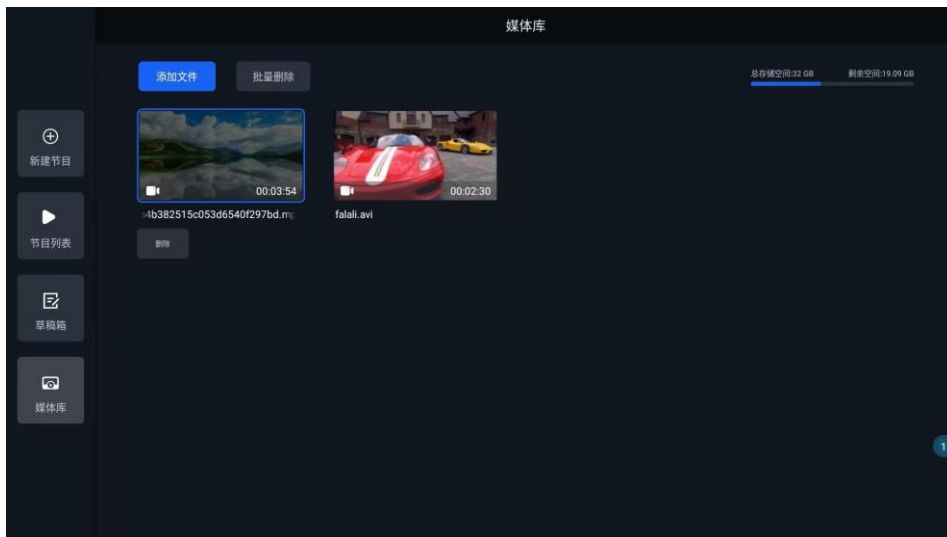 媒体库
添加文件
批量删除
总存储空间:32 GB
剩余空间:19.09 GB
新建节目
节目列表
草稿箱
媒体库
00:03:54
00:02:30
4b382515c053d6540f297bd.mp
falali.avi
删除
1